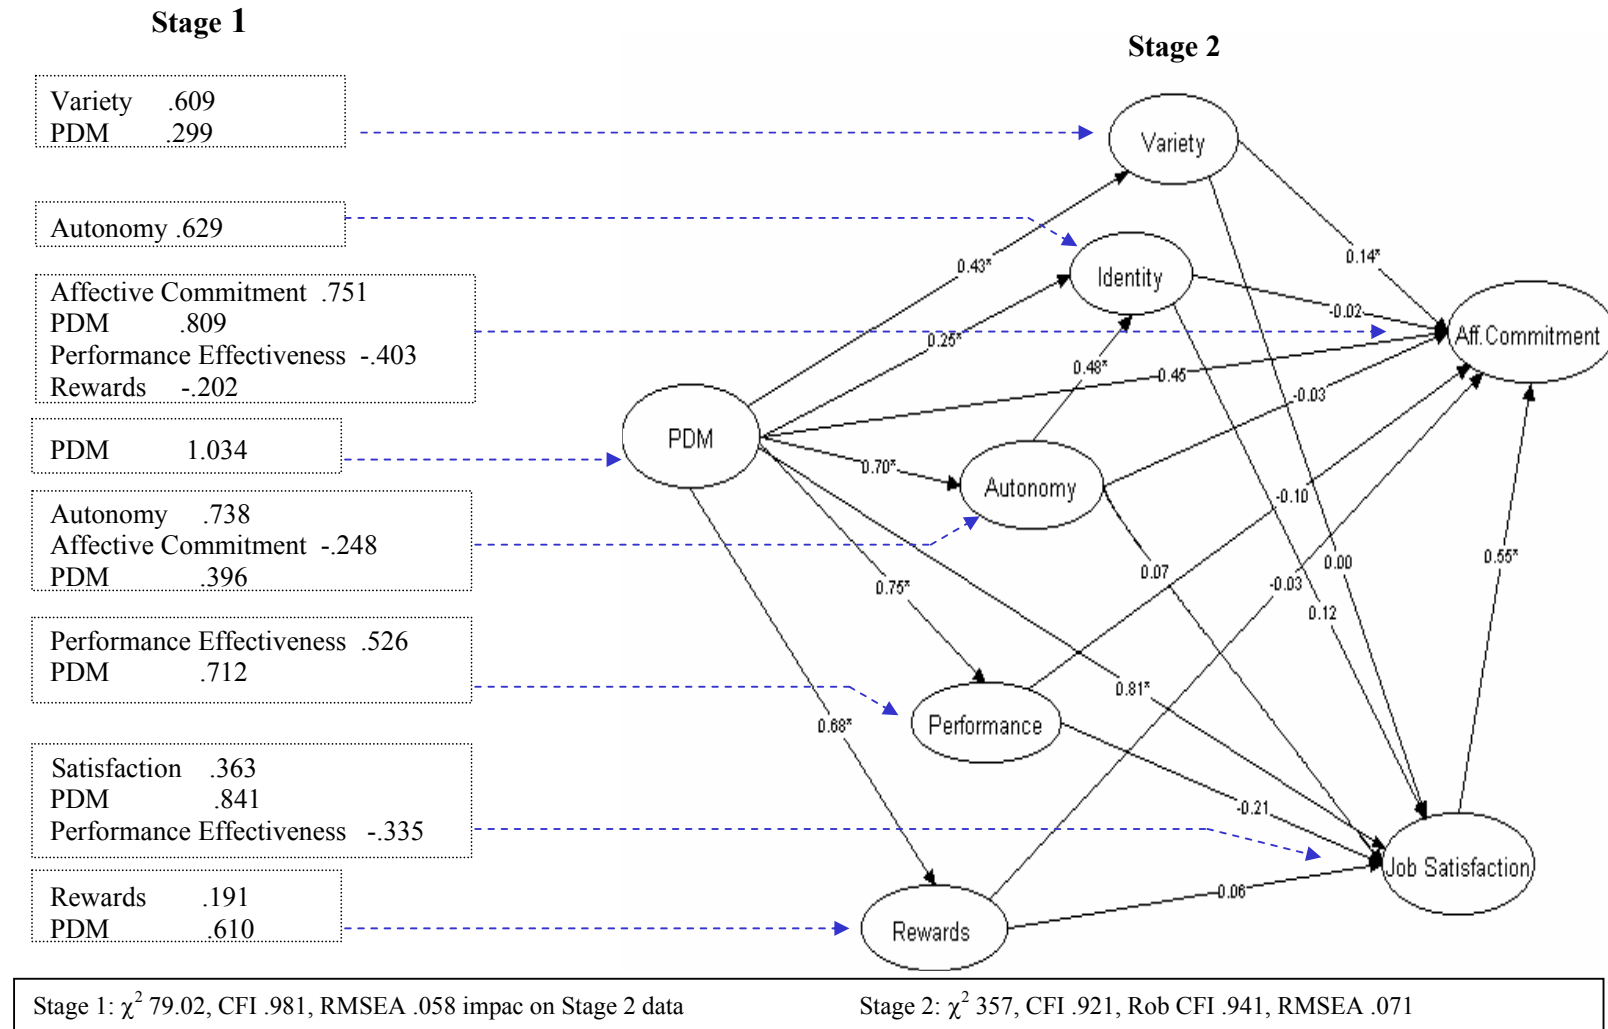 Stage 1
Stage 2
Variety .609
PDM .299
Autonomy .629
Affective Commitment .751
PDM .809
Performance Effectiveness -.403
Rewards -.202
PDM 1.034
Autonomy .738
Affective Commitment -.248
PDM .396
Performance Effectiveness .526
PDM .712
Satisfaction .363
PDM .841
Performance Effectiveness -.335
Rewards .191
PDM .610
Variety
Identity
Aff.Commitment
PDM
Autonomy
Performance
Job Satisfaction
Rewards
0.43*
0.14*
0.25*
-0.02
0.48*
0.45
-0.03
0.70*
-0.10
0.75*
0.07
0.00
-0.03
0.12
0.55*
0.81*
0.68*
-0.21
0.06
Stage 1: χ2 79.02, CFI .981, RMSEA .058 impac on Stage 2 data
Stage 2: χ2 357, CFI .921, Rob CFI .941, RMSEA .071